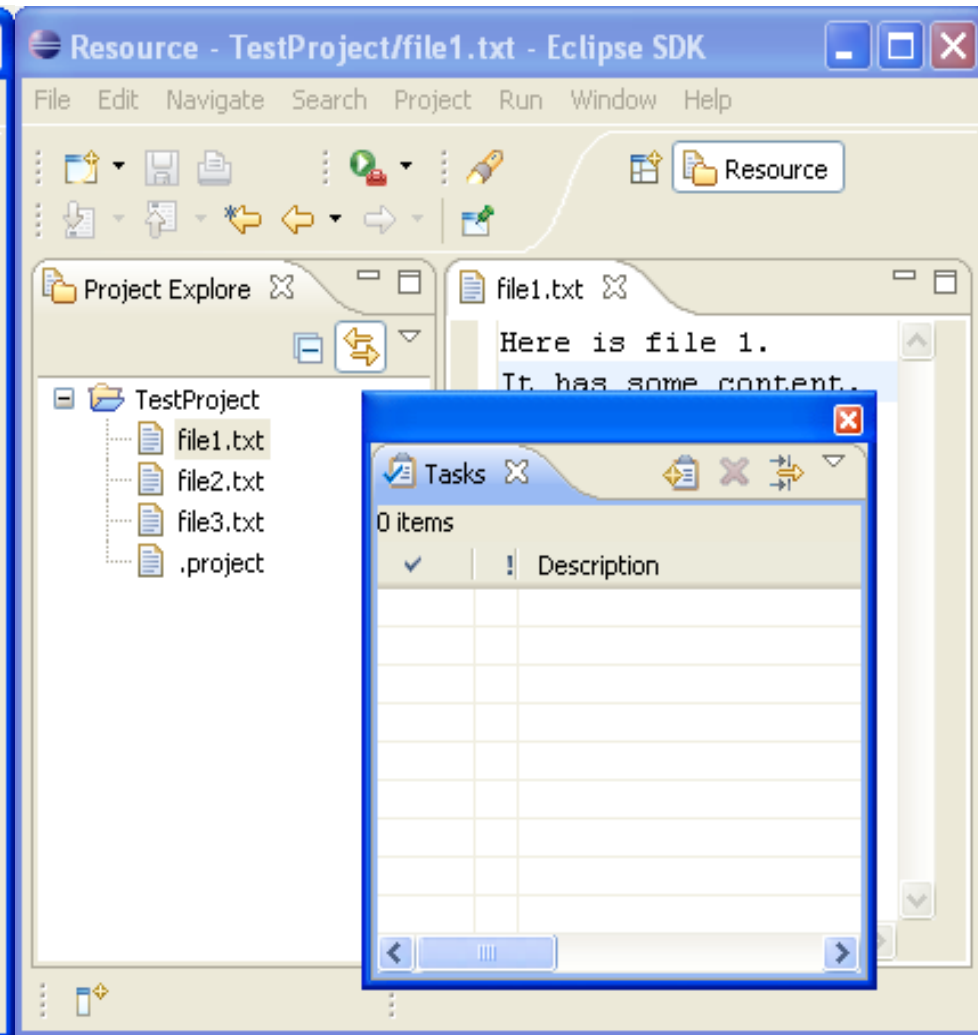 Resource - TestProject/file1.txt - Eclipse SDK
File Edit Navigate Search Project Run Window Help
Resource
Project Explore
file1.txt
Here is file 1.
It has some content.
TestProject
file1.txt
file2.txt
file3.txt
.project
Tasks
0 items
! Description